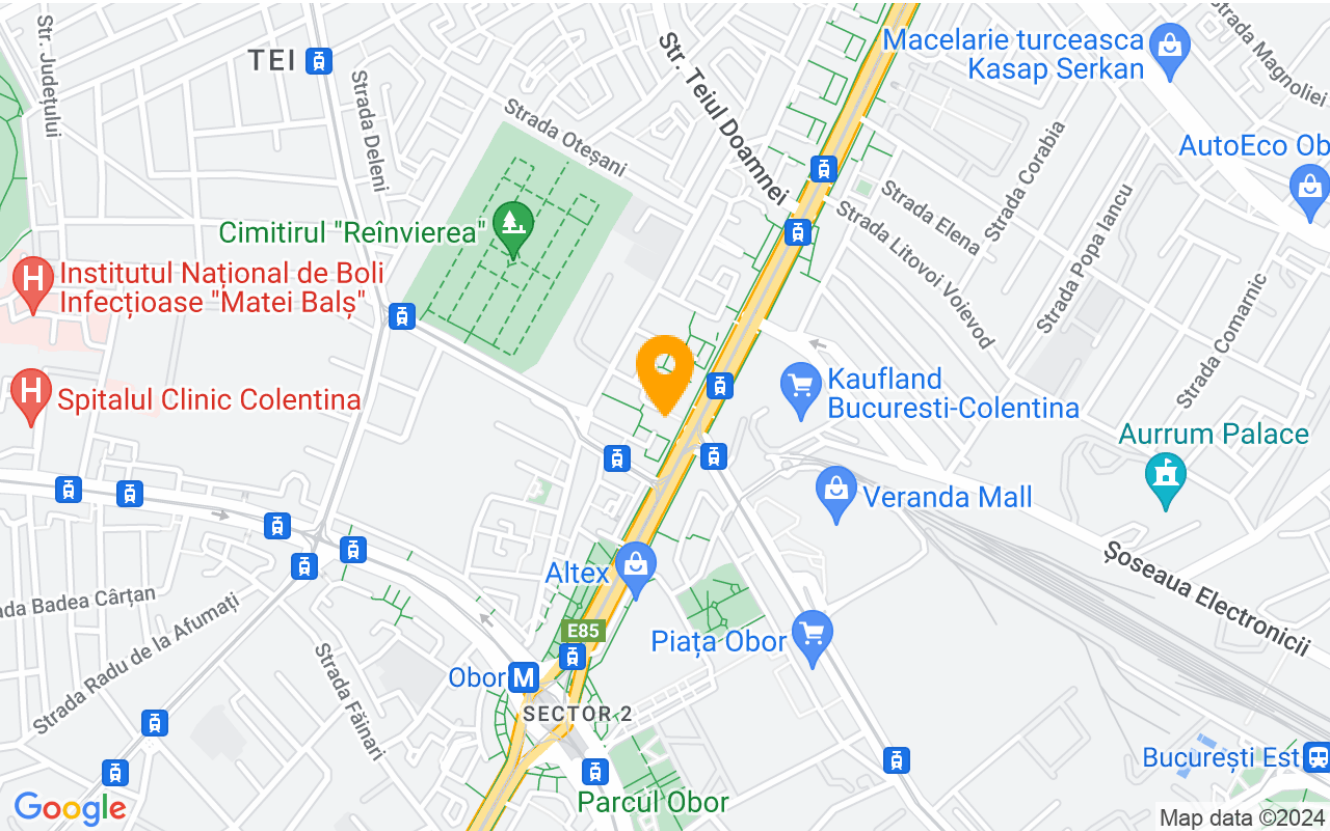 Str. Județului
TEI
Strada Deleni
Str. Teiul Doamnei
Macelarie turceasca
Kasap Serkan
Strada Magnoliei
Strada Oteșani
AutoEco Ob
Strada Corabia
Strada Elena
Strada Popa Iancu
Strada Litovoi Voievod
Cimitirul "Reînvierea"
Institutul Național de Boli
Infecțioase "Matei Balș"
Strada Comarnic
Spitalul Clinic Colentina
Kaufland
Bucuresti-Colentina
Aurrum Palace
Veranda Mall
Șoseaua Electronicii
Altex
ada Badea Cârțan
E85
Strada Radu de la Afumați
Piața Obor
Strada Făinari
Obor M
SECTOR 2
București Est
Parcul Obor
Google
Map data ©2024
H
H